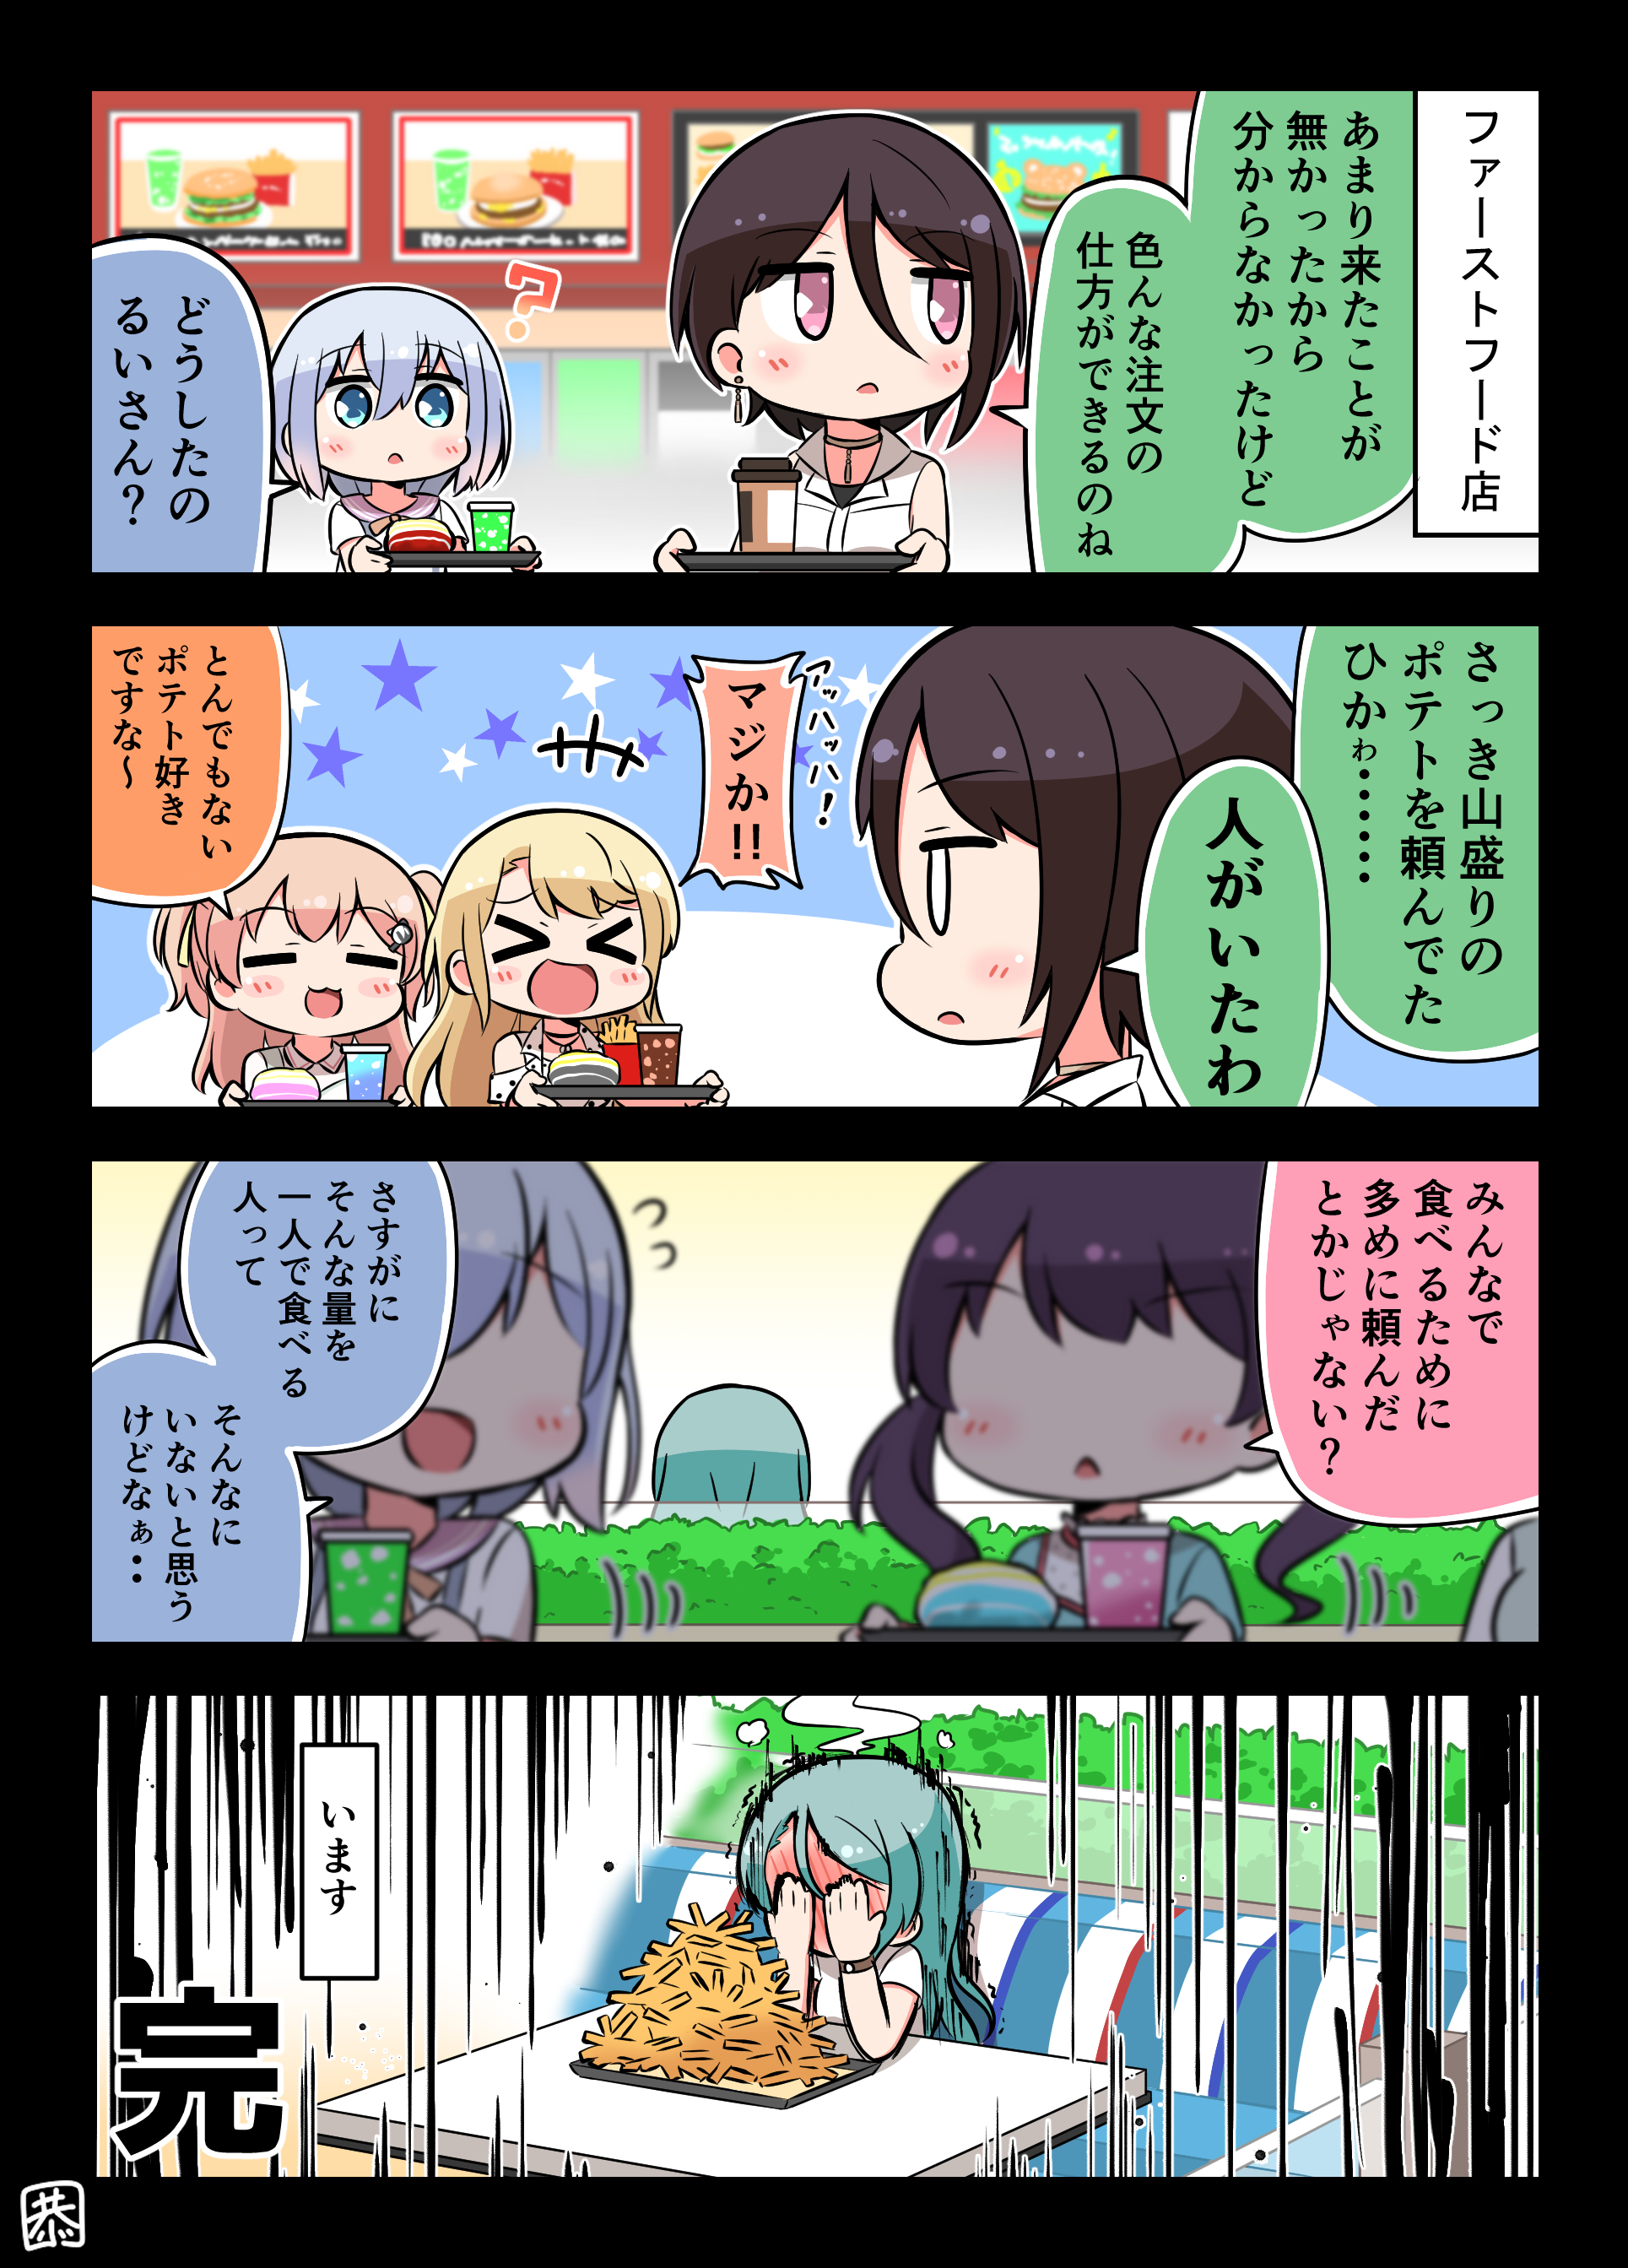 ファーストフード店
あまり来たことが
無かったから
分からなかったけど
色んな注文の
仕方ができるのね
どうしたの
るいさん？
さっき山盛りの
ポテトを頼んでた
ひかゎ・・・・・
人がいたわ
アッハッハッハ！
マジか!!
とんでもない
ポテト好き
ですな～
みんなで
食べるために
多めに頼んだ
とかじゃない？
さすがに
そんな量を
一人で食べる
人って
そんなに
いないと思う
けどなぁ・・
います
完
恭